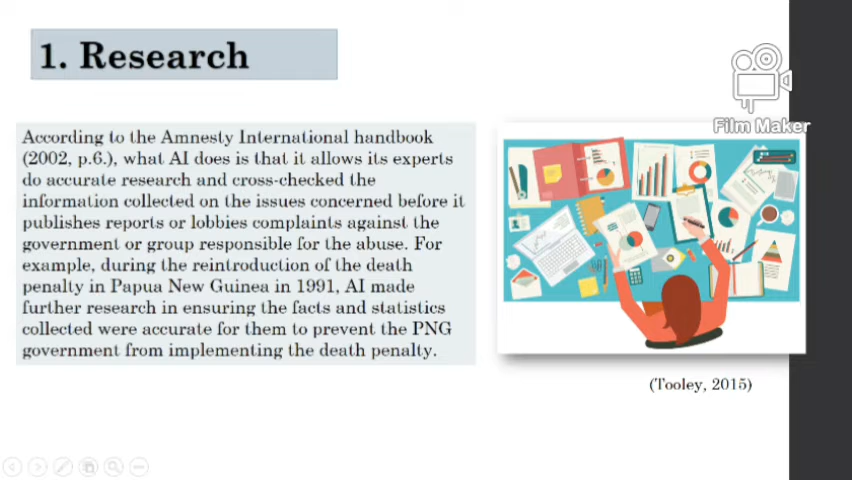 1. Research
Film Maker
According to the Amnesty International handbook
(2002, p.6.), what AI does is that it allows its experts
do accurate research and cross-checked the
information collected on the issues concerned before it
publishes reports or lobbies complaints against the
government or group responsible for the abuse. For
example, during the reintroduction of the death
penalty in Papua New Guinea in 1991, AI made
further research in ensuring the facts and statistics
collected were accurate for them to prevent the PNG
government from implementing the death penalty.
(Tooley, 2015)